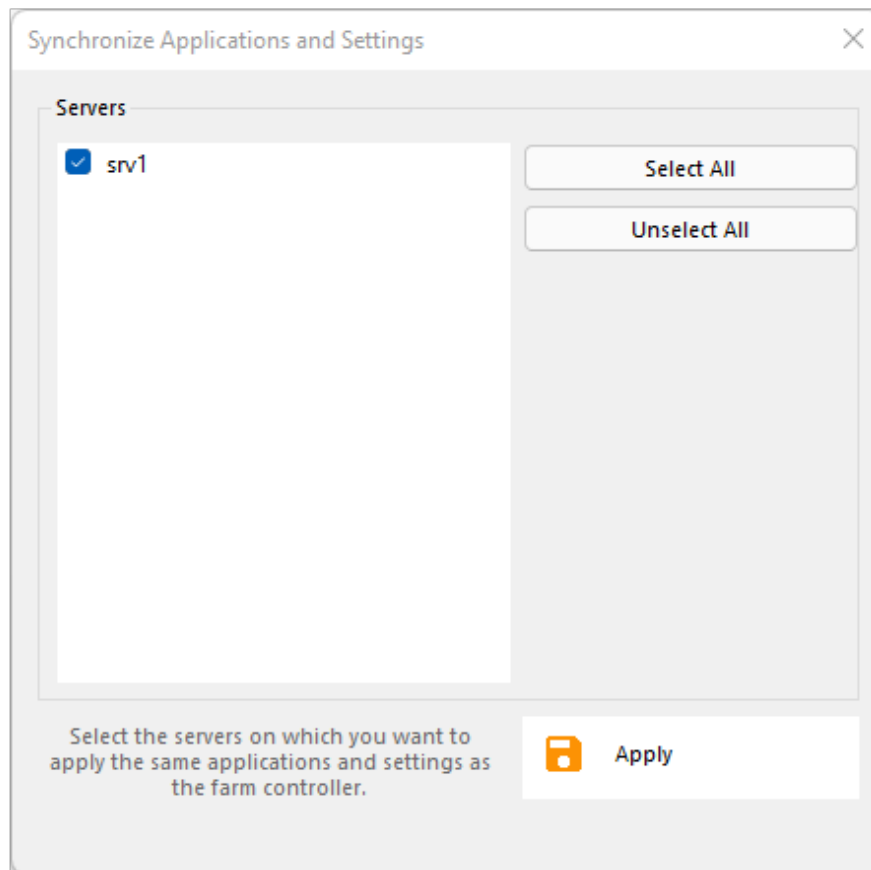 Synchronize Applications and Settings
Servers
srv1
Select All
Unselect All
Select the servers on which you want to
apply the same applications and settings as
the farm controller.
Apply